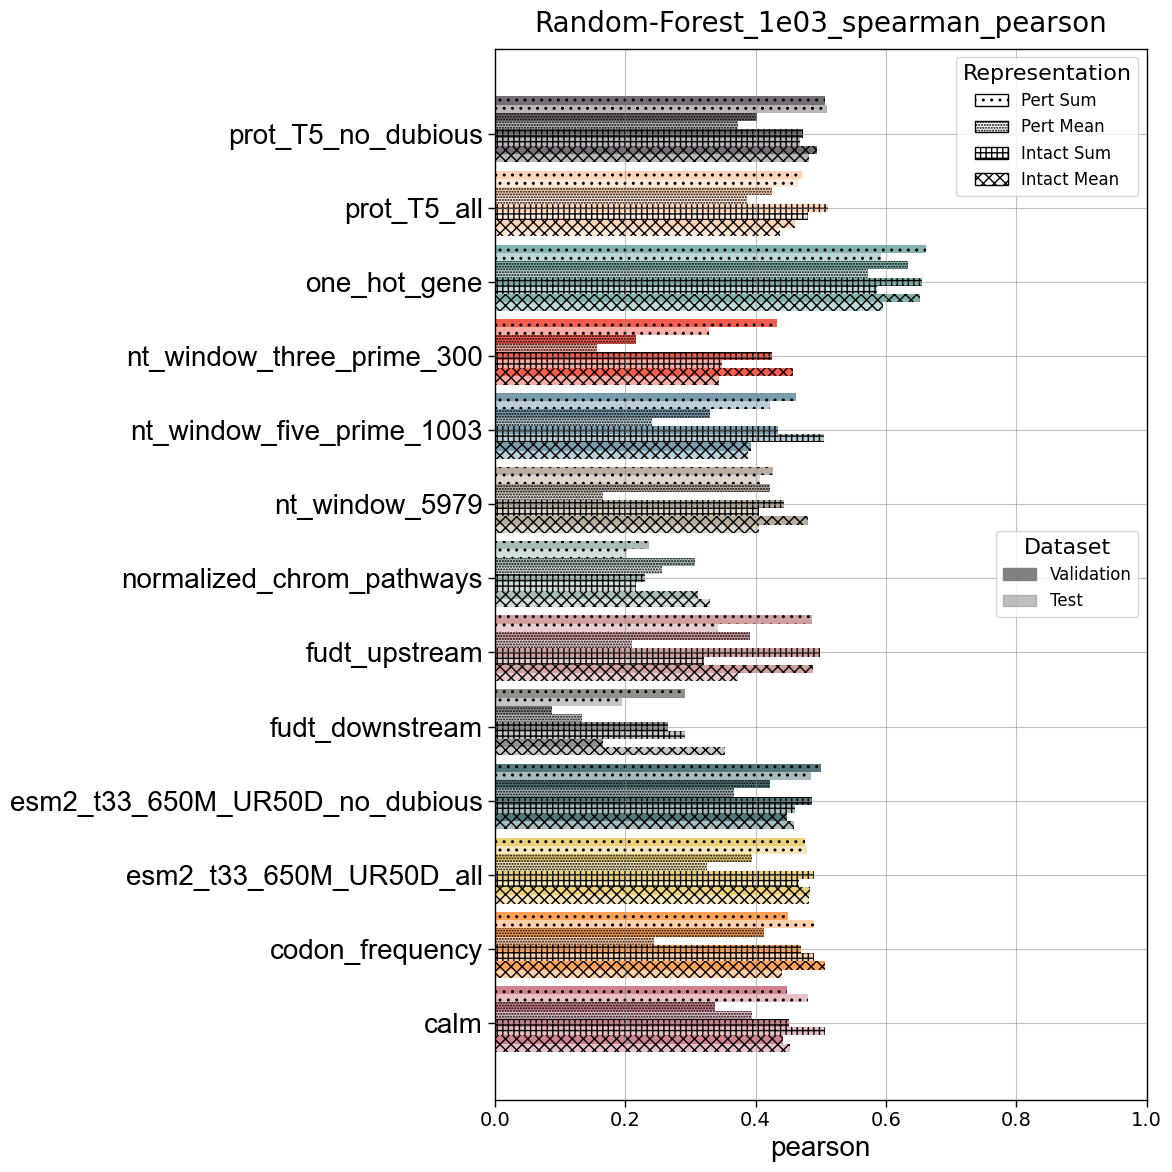 Random-Forest_1e03_spearman_pearson
Representation
Pert Sum
Pert Mean
Intact Sum
Intact Mean
prot_T5_no_dubious
prot_T5_all
one_hot_gene
nt_window_three_prime_300
nt_window_five_prime_1003
nt_window_5979
Dataset
Validation
Test
normalized_chrom_pathways
fudt_upstream
fudt_downstream
esm2_t33_650M_UR50D_no_dubious
esm2_t33_650M_UR50D_all
codon_frequency
calm
0.0 0.2 0.4 0.6 0.8 1.0
pearson